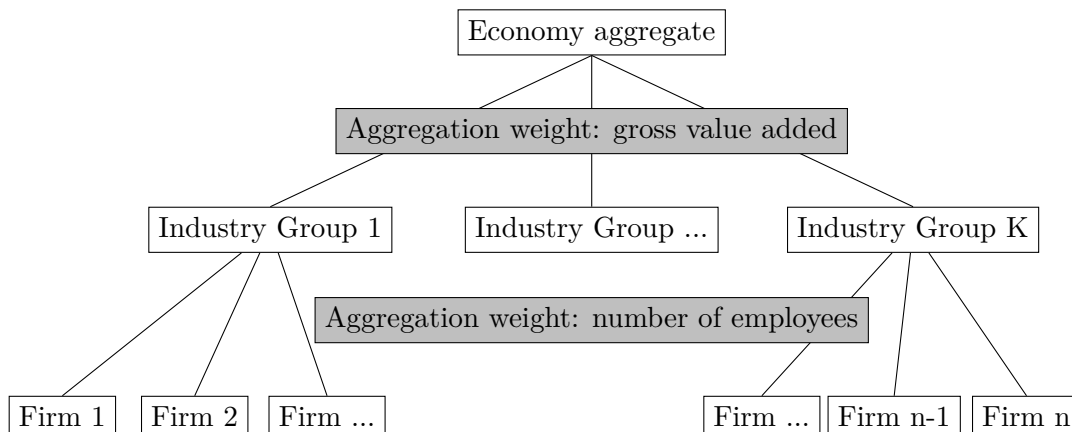 Economy aggregate
Aggregation weight: gross value added
Industry Group 1
Industry Group ...
Industry Group K
Aggregation weight: number of employees
Firm 1
Firm 2
Firm ...
Firm ...
Firm n-1
Firm n